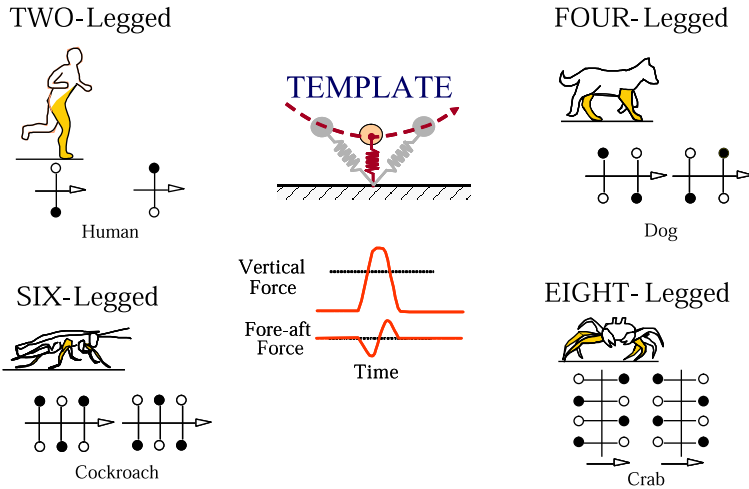 TWO-Legged
FOUR-Legged
TEMPLATE
Human
Dog
SIX-Legged
Vertical
Force
Fore-aft
Force
Time
EIGHT-Legged
Cockroach
Crab